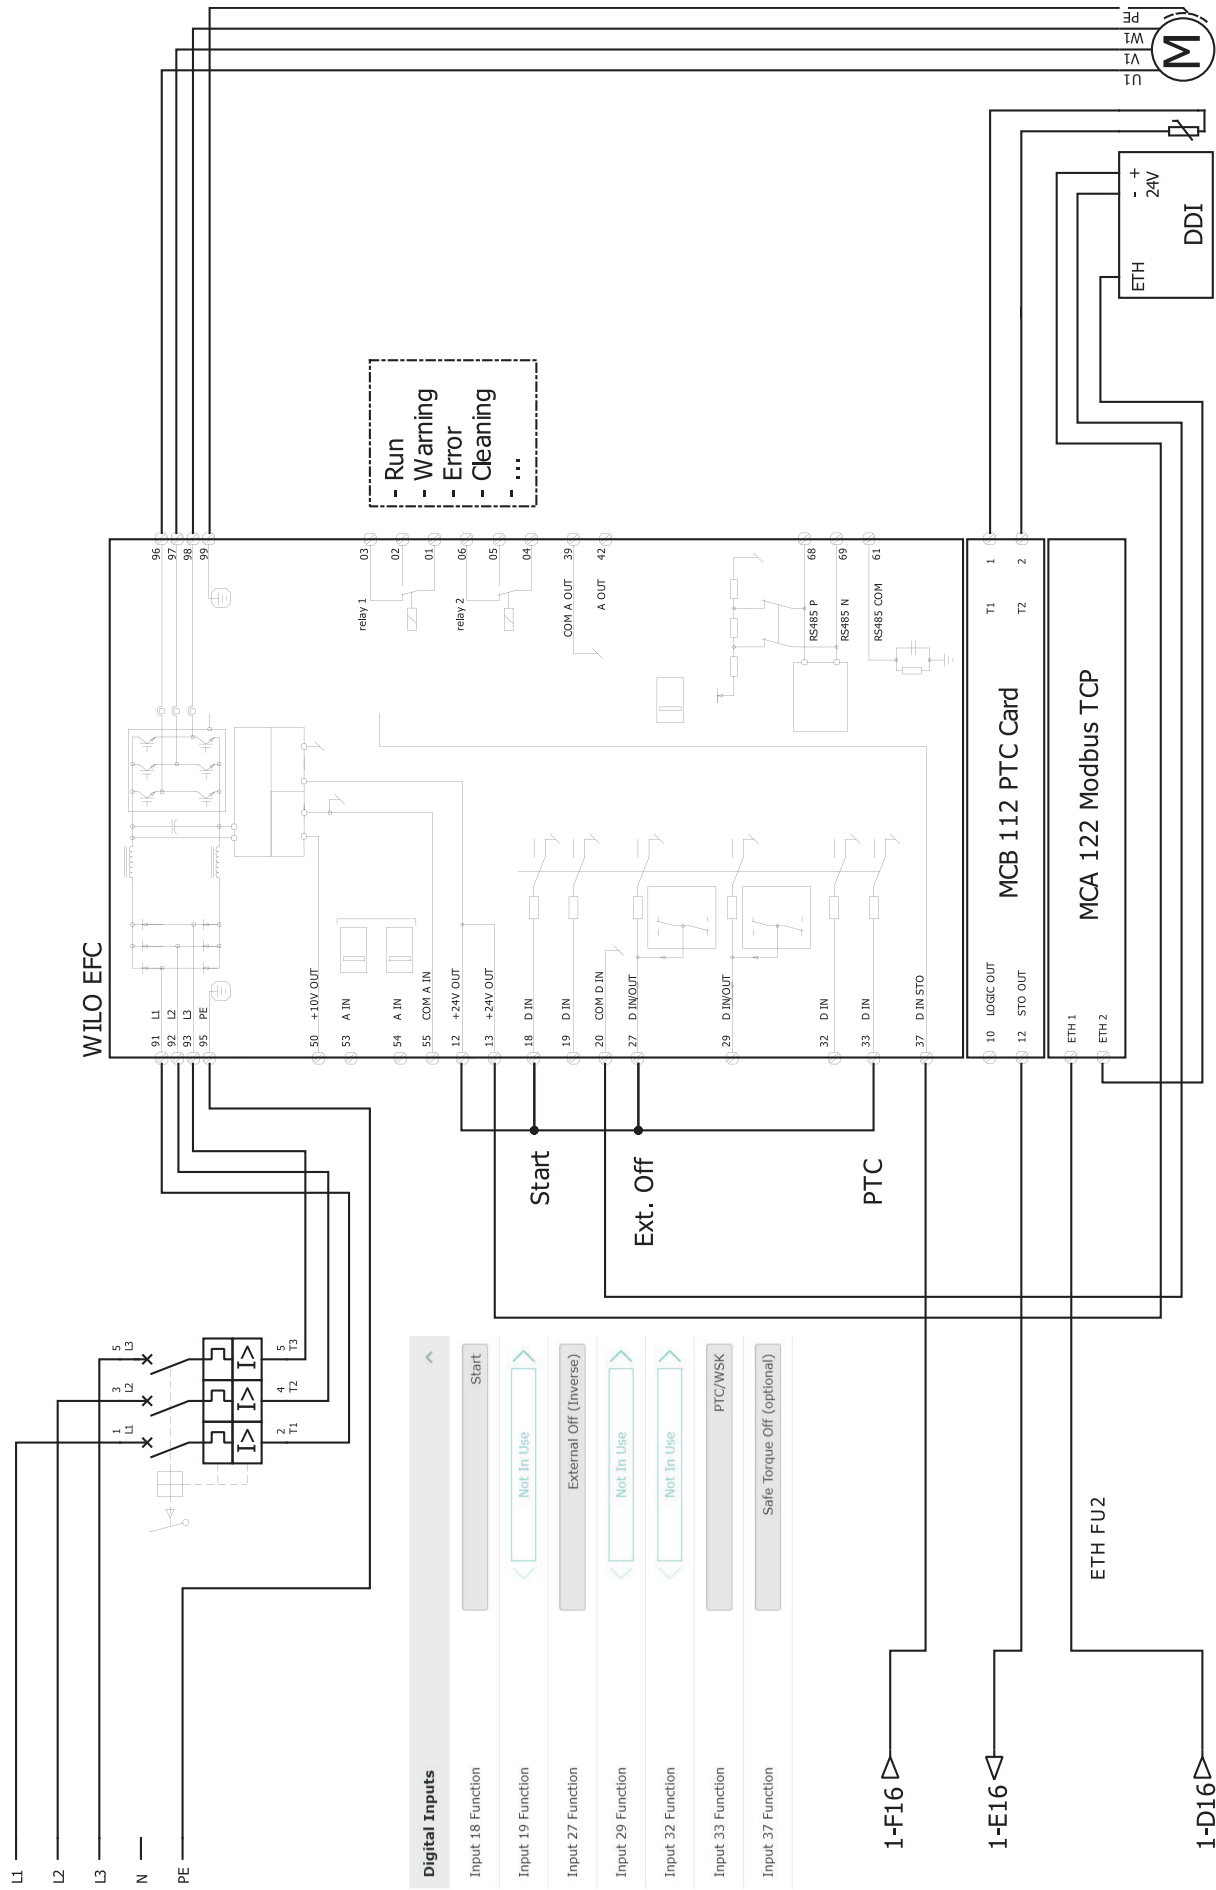 L1
L2
L3
N
PE
1
L1
3
L2
5
L3
I>
I>
I>
2
T1
4
T2
5
T3
WILO EFC
91 L1
92 L2
93 L3
95 PE
50 +10V OUT
53 A IN
54 A IN
55 COM A IN
12 +24V OUT
13 +24V OUT
18 D IN
19 D IN
20 COM D IN
27 D IN/OUT
29 D IN/OUT
32 D IN
33 D IN
37 D IN STO
96
97
98
99
relay 1
03
02
01
relay 2
06
05
04
COM A OUT 39
A OUT 42
RS485 P 68
RS485 N 69
RS485 COM 61
- Run
- Warning
- Error
- Cleaning
- ...
MCB 112 PTC Card
10 LOGIC OUT
12 STO OUT
T1 1
T2 2
MCA 122 Modbus TCP
ETH 1
ETH 2
Start
Ext. Off
PTC
Digital Inputs
Input 18 Function Start
Input 19 Function Not In Use
Input 27 Function External Off (Inverse)
Input 29 Function Not In Use
Input 32 Function Not In Use
Input 33 Function PTC/WSK
Input 37 Function Safe Torque Off (optional)
1-F16
1-E16
1-D16
ETH FU2
PE
W1
V1
U1
M
ETH
- +
24V
DDI